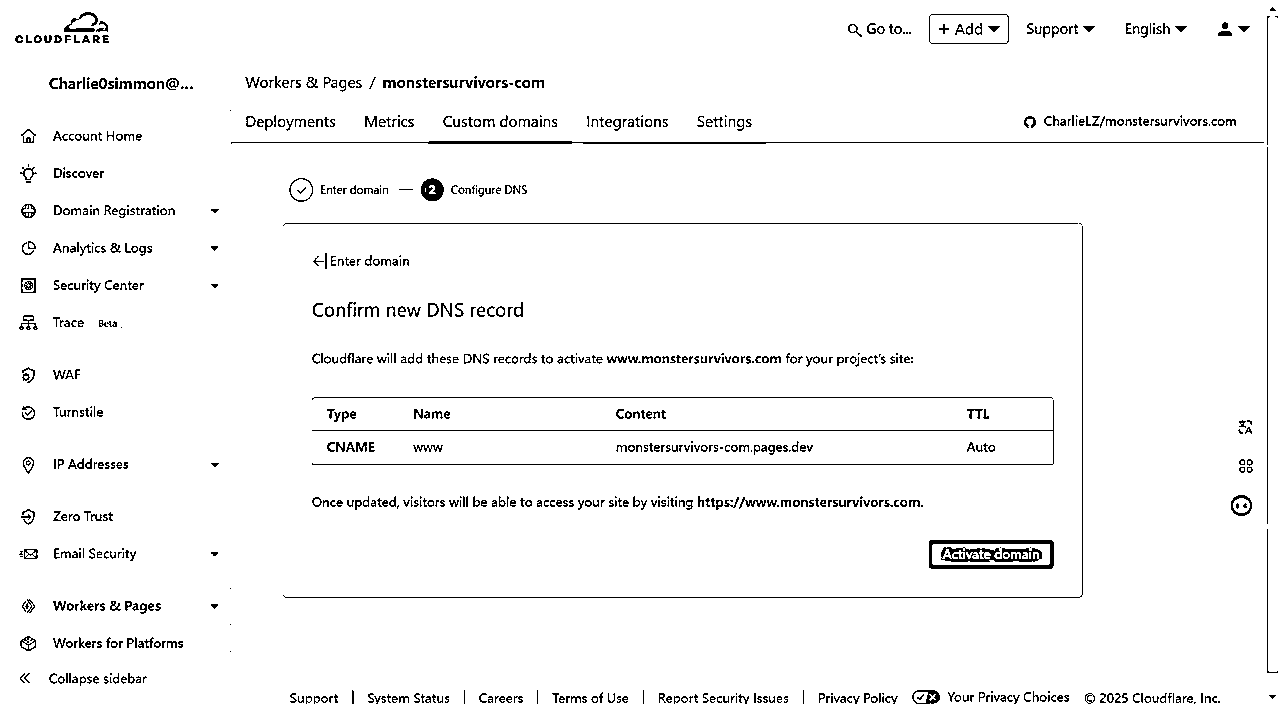 CLOUDFLARE
Go to...
+ Add
Support
English
Charlie0simmon@...
Account Home
Discover
Domain Registration
Analytics & Logs
Security Center
Trace Beta
WAF
Turnstile
IP Addresses
Zero Trust
Email Security
Workers & Pages
Workers for Platforms
Collapse sidebar
Workers & Pages / monstersurvivors-com
Deployments Metrics Custom domains Integrations Settings
CharlieLZ/monstersurvivors.com
Enter domain — 2 Configure DNS
Enter domain
Confirm new DNS record
Cloudflare will add these DNS records to activate www.monstersurvivors.com for your project's site:
Type Name Content TTL
CNAME www monstersurvivors-com.pages.dev Auto
Once updated, visitors will be able to access your site by visiting https://www.monstersurvivors.com.
Activate domain
Support | System Status | Careers | Terms of Use | Report Security Issues | Privacy Policy Your Privacy Choices © 2025 Cloudflare, Inc.